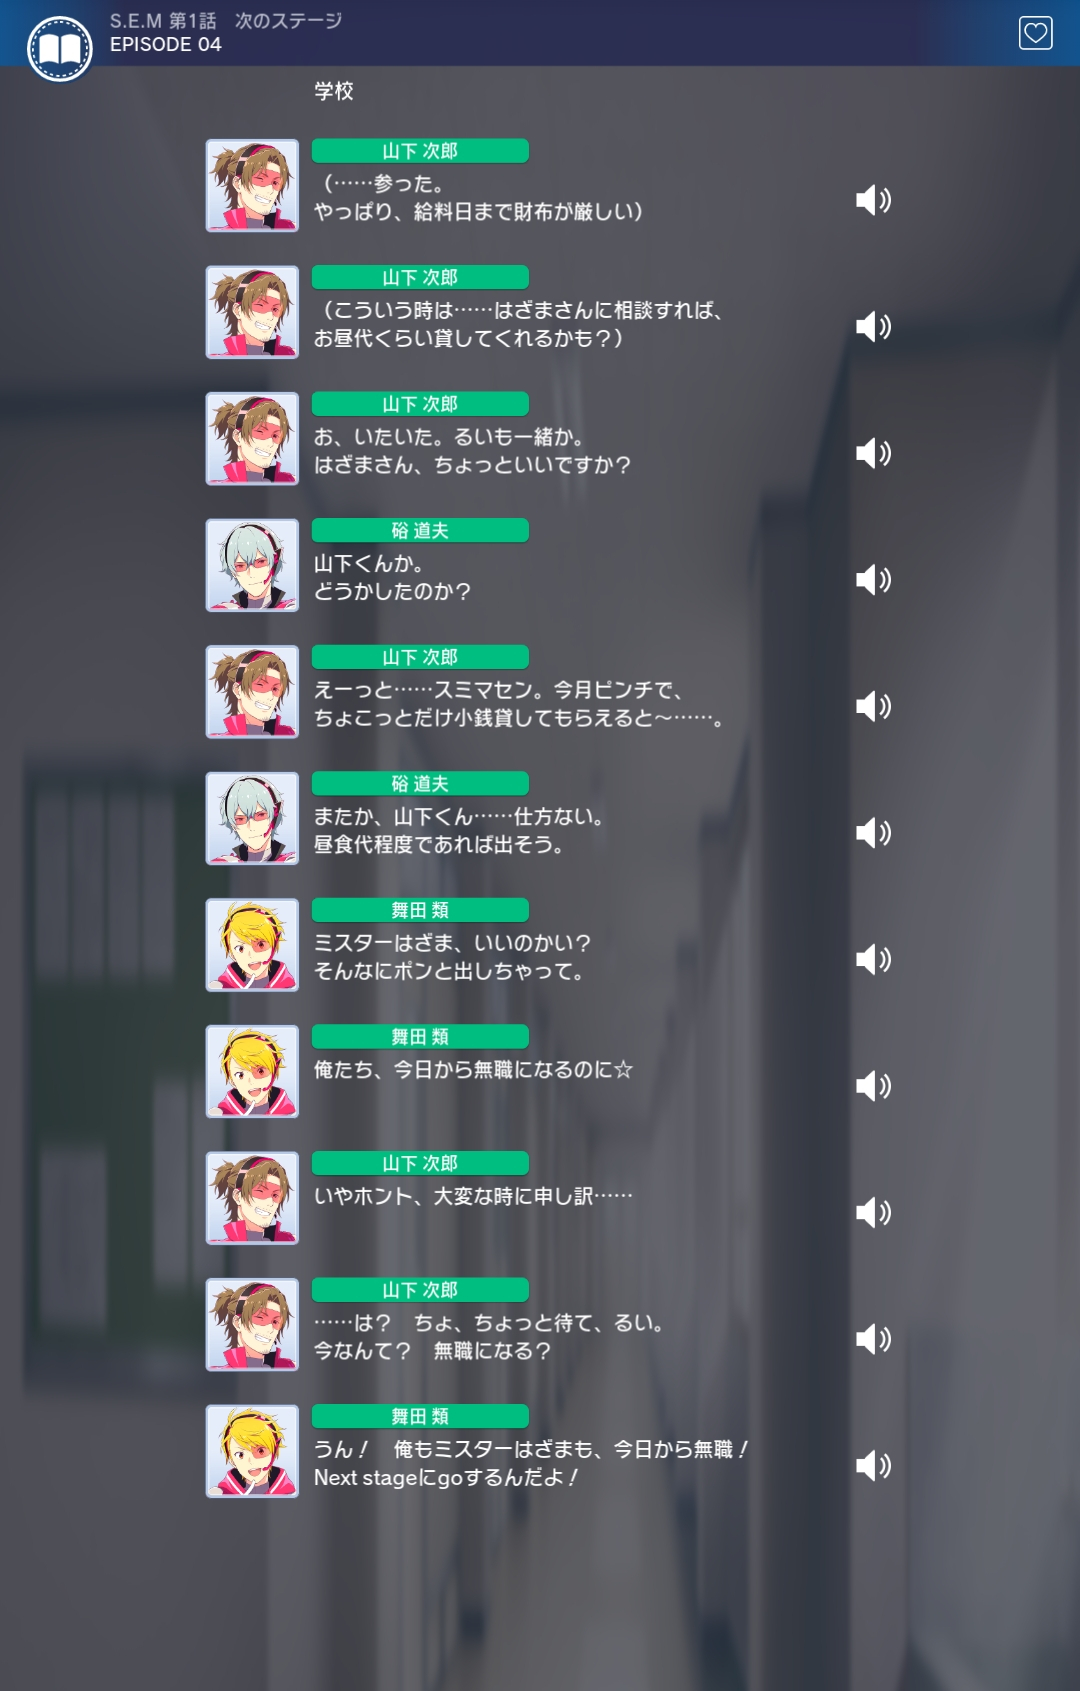 S.E.M 第1話　次のステージ
EPISODE 04
学校
山下 次郎
（……参った。
やっぱり、給料日まで財布が厳しい）
山下 次郎
（こういう時は……はざまさんに相談すれば、
お昼代くらい貸してくれるかも？）
山下 次郎
お、いたいた。るいも一緒か。
はざまさん、ちょっといいですか？
硲 道夫
山下くんか。
どうかしたのか？
山下 次郎
えーっと……スミマセン。今月ピンチで、
ちょこっとだけ小銭貸してもらえると～……。
硲 道夫
またか、山下くん……仕方ない。
昼食代程度であれば出そう。
舞田 類
ミスターはざま、いいのかい？
そんなにポンと出しちゃって。
舞田 類
俺たち、今日から無職になるのに☆
山下 次郎
いやホント、大変な時に申し訳……
山下 次郎
……は？　ちょ、ちょっと待て、るい。
今なんて？　無職になる？
舞田 類
うん！　俺もミスターはざまも、今日から無職！
Next stageにgoするんだよ！